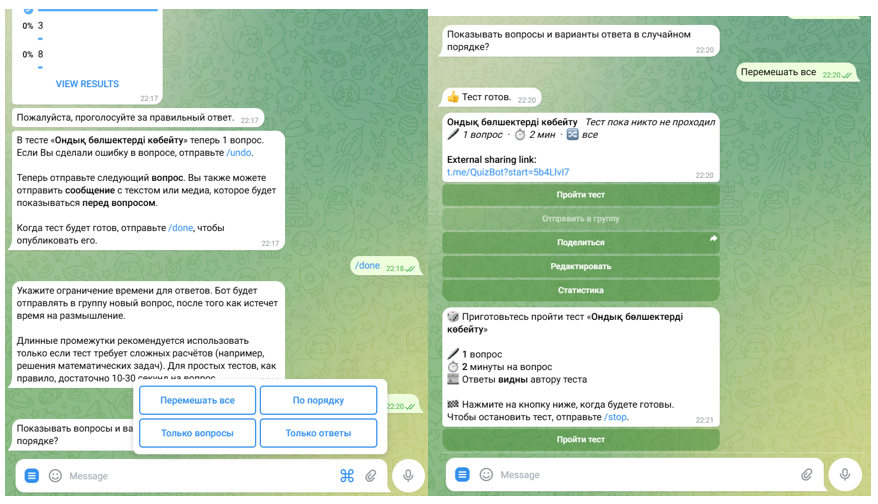 0% 3
0% 8
VIEW RESULTS
22:17
Пожалуйста, проголосуйте за правильный ответ. 22:17
В тесте «Ондық бөлшектерді көбейту» теперь 1 вопрос.
Если Вы сделали ошибку в вопросе, отправьте /undo.
Теперь отправьте следующий вопрос. Вы также можете
отправить сообщение с текстом или медиа, которое будет
показываться перед вопросом.
Когда тест будет готов, отправьте /done, чтобы
опубликовать его. 22:17
/done 22:18
Укажите ограничение времени для ответов. Бот будет
отправлять в группу новый вопрос, после того как истечет
время на размышление.
Длинные промежутки рекомендуется использовать
только если тест требует сложных расчётов (например,
решения математических задач). Для простых тестов, как
правило, достаточно 10-30 секунд на вопрос.
22:20
Показывать вопросы и ва
порядке?
Перемешать все По порядку
Только вопросы Только ответы
Message
Показывать вопросы и варианты ответа в случайном
порядке? 22:20
Перемешать все 22:20
Тест готов. 22:20
Ондық бөлшектерді көбейту Тест пока никто не проходил
1 вопрос · 2 мин · все
External sharing link:
t.me/QuizBot?start=5b4LlvI7 22:20
Пройти тест
Отправить в группу
Поделиться
Редактировать
Статистика
Приготовьтесь пройти тест «Ондық бөлшектерді
көбейту»
1 вопрос
2 минуты на вопрос
Ответы видны автору теста
Нажмите на кнопку ниже, когда будете готовы.
Чтобы остановить тест, отправьте /stop. 22:21
Пройти тест
Message